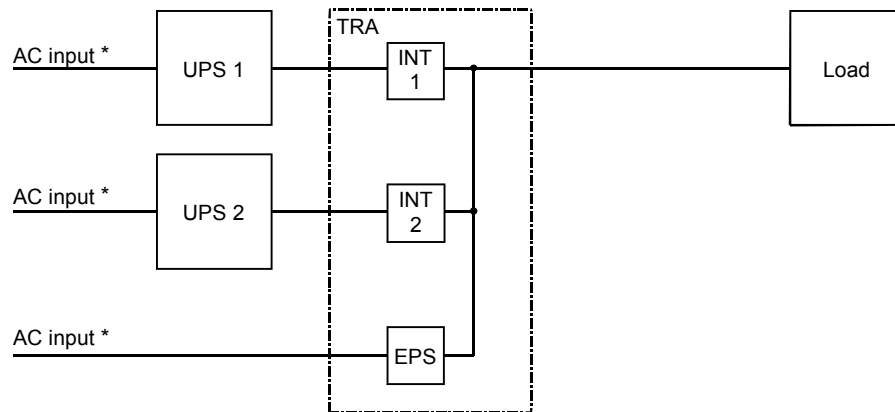 TRA
AC input *
UPS 1
INT
1
Load
AC input *
UPS 2
INT
2
AC input *
EPS